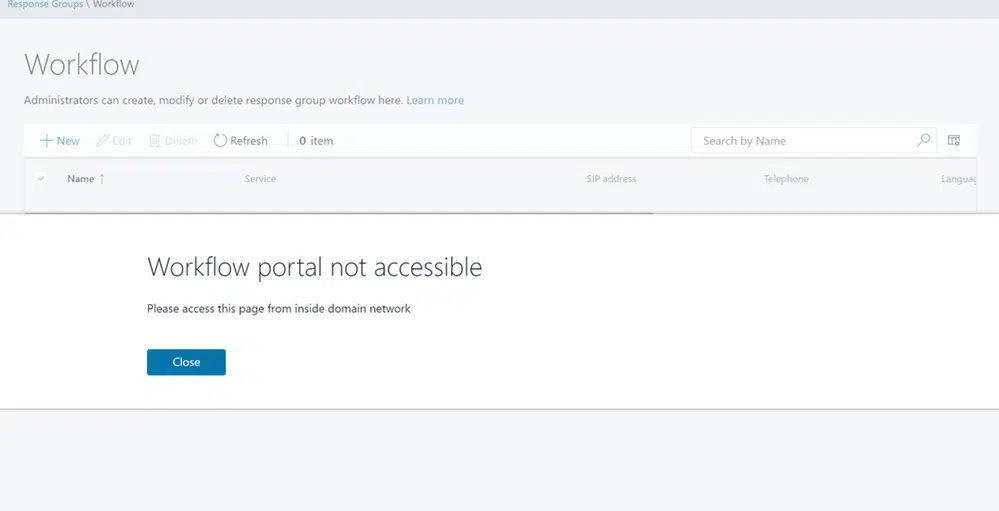 Response Groups \ Workflow
Workflow
Administrators can create, modify or delete response group workflow here. Learn more
New Edit Delete Refresh 0 item Search by Name
Name ↑ Service SIP address Telephone Languag
Workflow portal not accessible
Please access this page from inside domain network
Close